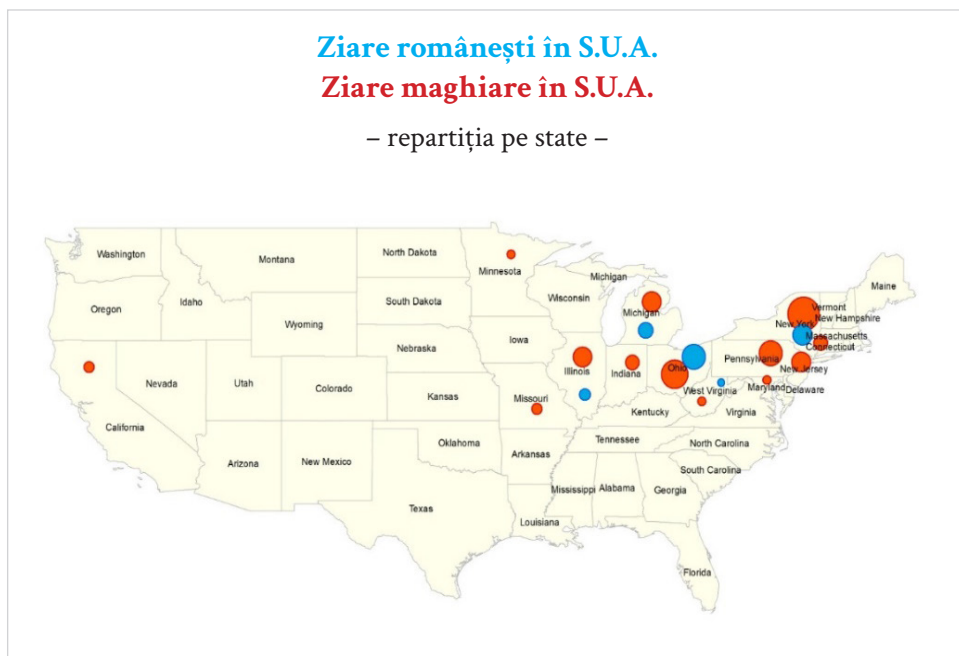 Ziare românești în S.U.A.
Ziare maghiare în S.U.A.
– repartiția pe state –
Washington
Montana
North Dakota
Minnesota
Michigan
Maine
Oregon
Idaho
Wyoming
South Dakota
Wisconsin
Michigan
Vermont
New Hampshire
New York
Massachusetts
Connecticut
Nebraska
Iowa
Illinois
Indiana
Ohio
Pennsylvania
New Jersey
Nevada
Utah
Colorado
Kansas
Missouri
West Virginia
Maryland
Delaware
California
Kentucky
Virginia
Arizona
New Mexico
Oklahoma
Arkansas
Tennessee
North Carolina
South Carolina
Texas
Louisiana
Mississippi
Alabama
Georgia
Florida